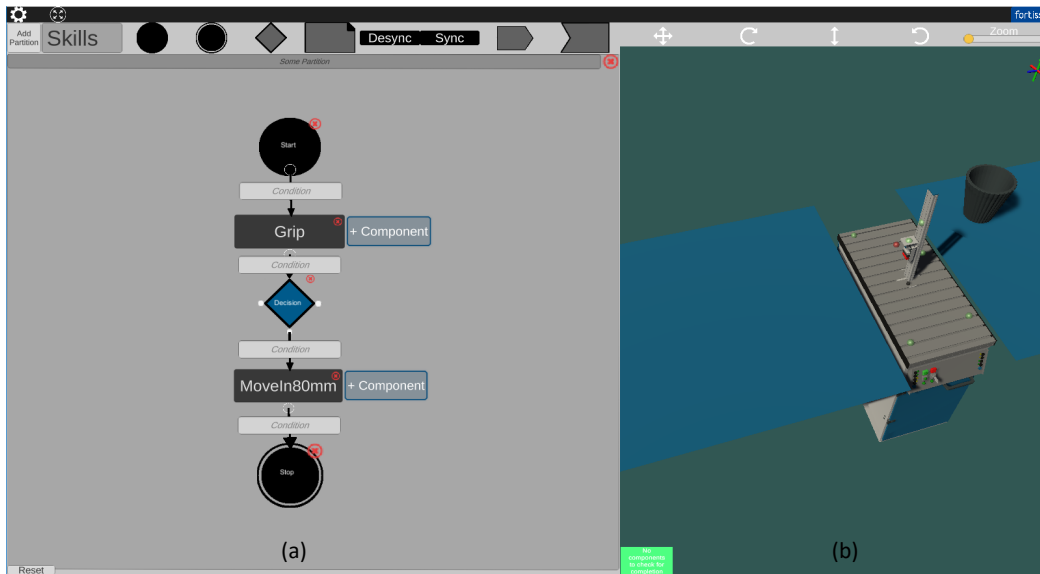 fortiss
Add
Partition
Skills
Desync
Sync
Zoom
Some Partition
Start
Condition
Grip
+ Component
Condition
Decision
Condition
MoveIn80mm
+ Component
Condition
Stop
(a)
(b)
No
components
to check for
completion
Reset